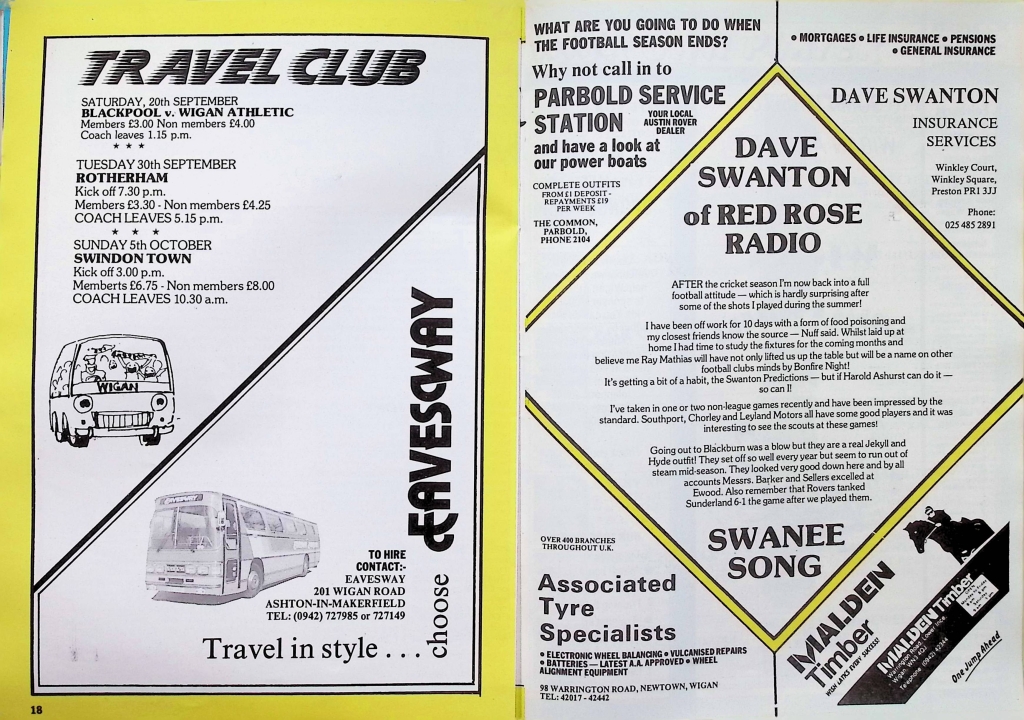 TRAVEL CLUB
SATURDAY, 20th SEPTEMBER
BLACKPOOL v. WIGAN ATHLETIC
Members £3.00 Non members £4.00
Coach leaves 1.15 p.m.
* * *
TUESDAY 30th SEPTEMBER
ROTHERHAM
Kick off 7.30 p.m.
Members £3.30 - Non members £4.25
COACH LEAVES 5.15 p.m.
* * *
SUNDAY 5th OCTOBER
SWINDON TOWN
Kick off 3.00 p.m.
Memberts £6.75 - Non members £8.00
COACH LEAVES 10.30 a.m.
WIGAN
TO HIRE
CONTACT:-
EAVESWAY
201 WIGAN ROAD
ASHTON-IN-MAKERFIELD
TEL: (0942) 727985 or 727149
Travel in style . . .
choose
EAVESWAY
18
WHAT ARE YOU GOING TO DO WHEN
THE FOOTBALL SEASON ENDS?
Why not call in to
PARBOLD SERVICE
STATION
YOUR LOCAL
AUSTIN ROVER
DEALER
and have a look at
our power boats
COMPLETE OUTFITS
FROM £1 DEPOSIT -
REPAYMENTS £19
PER WEEK
THE COMMON,
PARBOLD,
PHONE 2104
• MORTGAGES • LIFE INSURANCE • PENSIONS
• GENERAL INSURANCE
DAVE SWANTON
INSURANCE
SERVICES
Winkley Court,
Winkley Square,
Preston PR1 3JJ
Phone:
025 485 2891
DAVE
SWANTON
of RED ROSE
RADIO
AFTER the cricket season I'm now back into a full
football attitude — which is hardly surprising after
some of the shots I played during the summer!
I have been off work for 10 days with a form of food poisoning and
my closest friends know the source — Nuff said. Whilst laid up at
home I had time to study the fixtures for the coming months and
believe me Ray Mathias will have not only lifted us up the table but will be a name on other
football clubs minds by Bonfire Night!
It's getting a bit of a habit, the Swanton Predictions — but if Harold Ashurst can do it —
so can I!
I've taken in one or two non-league games recently and have been impressed by the
standard. Southport, Chorley and Leyland Motors all have some good players and it was
interesting to see the scouts at these games!
Going out to Blackburn was a blow but they are a real Jekyll and
Hyde outfit! They set off so well every year but seem to run out of
steam mid-season. They looked very good down here and by all
accounts Messrs. Barker and Sellers excelled at
Ewood. Also remember that Rovers tanked
Sunderland 6-1 the game after we played them.
SWANEE
SONG
OVER 400 BRANCHES
THROUGHOUT U.K.
Associated
Tyre
Specialists
• ELECTRONIC WHEEL BALANCING • VULCANISED REPAIRS
• BATTERIES — LATEST A.A. APPROVED • WHEEL
ALIGNMENT EQUIPMENT
98 WARRINGTON ROAD, NEWTOWN, WIGAN
TEL: 42017 - 42442
MALDEN
Timber
WISH LATICS EVERY SUCCESS!
MALDEN Timber
One Jump Ahead